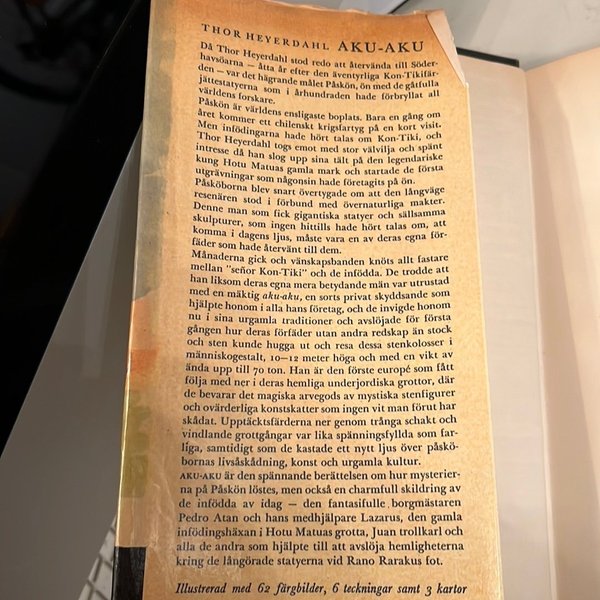 THOR HEYERDAHL AKU-AKU
Då Thor Heyerdahl stod redo att återvända till Söder-
havsöarna – åtta år efter den äventyrliga Kon-Tikifär-
den – var det hägrande målet Påskön, ön med de gåtfulla
jättestatyerna som i århundraden hade förbryllat all
världens forskare.
Påskön är världens ensligaste boplats. Bara en gång om
året kommer ett chilenskt krigsfartyg på en kort visit.
Men infödingarna hade hört talas om Kon-Tiki, och
Thor Heyerdahl togs emot med stor välvilja och spänt
intresse då han slog upp sina tält på den legendariske
kung Hotu Matuas gamla mark och startade de första
utgrävningar som någonsin hade företagits på ön.
Påsköborna blev snart övertygade om att den långväge
resenären stod i förbund med övernaturliga makter.
Denne man som fick gigantiska statyer och sällsamma
skulpturer, som ingen hittills hade hört talas om, att
komma i dagens ljus, måste vara en av deras egna för-
fäder som hade återvänt till dem.
Månaderna gick och vänskapsbanden knöts allt fastare
mellan "señor Kon-Tiki" och de infödda. De trodde att
han liksom deras egna mera betydande män var utrustad
med en mäktig aku-aku, en sorts privat skyddsande som
hjälpte honom i alla hans företag, och de invigde honom
nu i sina urgamla traditioner och avslöjade för första
gången hur deras förfäder utan andra redskap än stock
och sten kunde hugga ut och resa dessa stenkolosser i
människogestalt, 10–12 meter höga och med en vikt av
ända upp till 70 ton. Han är den förste europé som fått
följa med ner i deras hemliga underjordiska grottor, där
de bevarar det magiska arvegods av mystiska stenfigurer
och ovärderliga konstskatter som ingen vit man förut har
skådat. Upptäcktsfärderna ner genom trånga schakt och
vindlande grottgångar var lika spänningsfyllda som far-
liga, samtidigt som de kastade ett nytt ljus över påskö-
bornas livsåskådning, konst och urgamla kultur.
AKU-AKU är den spännande berättelsen om hur mysterier-
na på Påskön löstes, men också en charmfull skildring av
de infödda av idag – den fantasifulle borgmästaren
Pedro Atan och hans medhjälpare Lazarus, den gamla
infödingshäxan i Hotu Matuas grotta, Juan trollkarl och
alla de andra som hjälpte till att avslöja hemligheterna
kring de långörade statyerna vid Rano Rarakus fot.
Illustrerad med 62 färgbilder, 6 teckningar samt 3 kartor